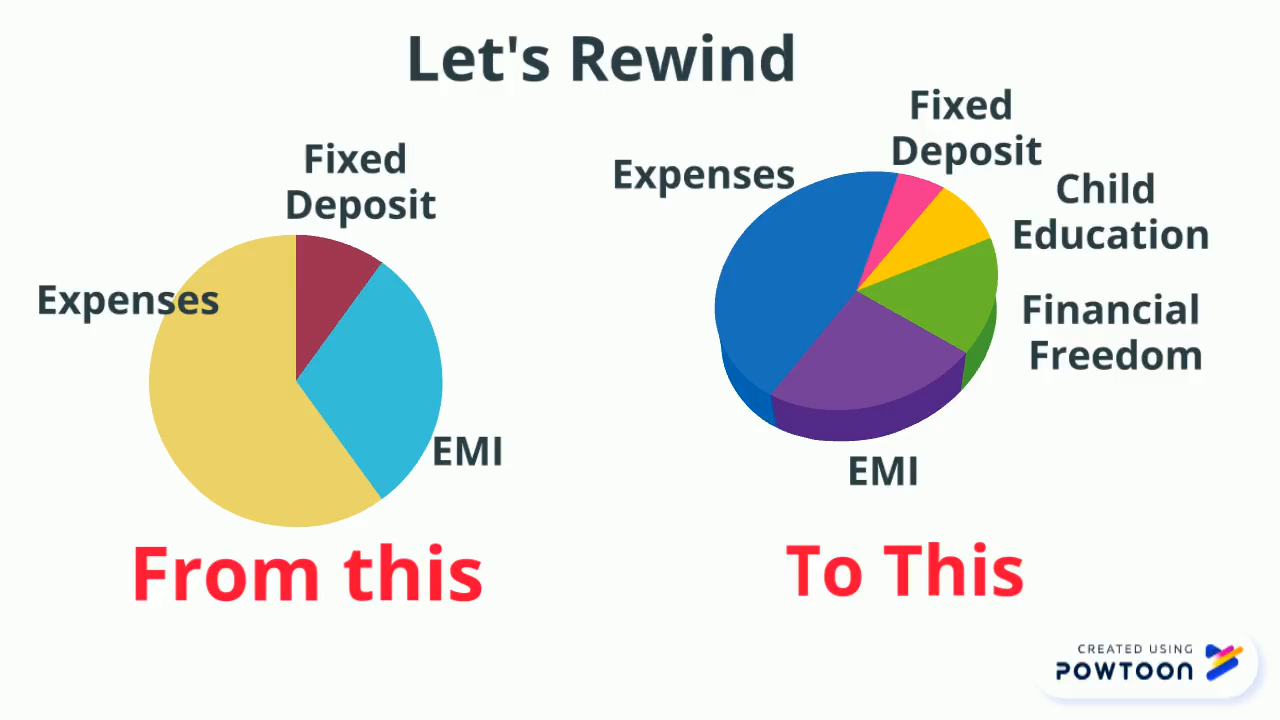 Let's Rewind
Fixed
Deposit
Expenses
EMI
From this
Expenses
Fixed
Deposit
Child
Education
Financial
Freedom
EMI
To This
CREATED USING
POWTOON